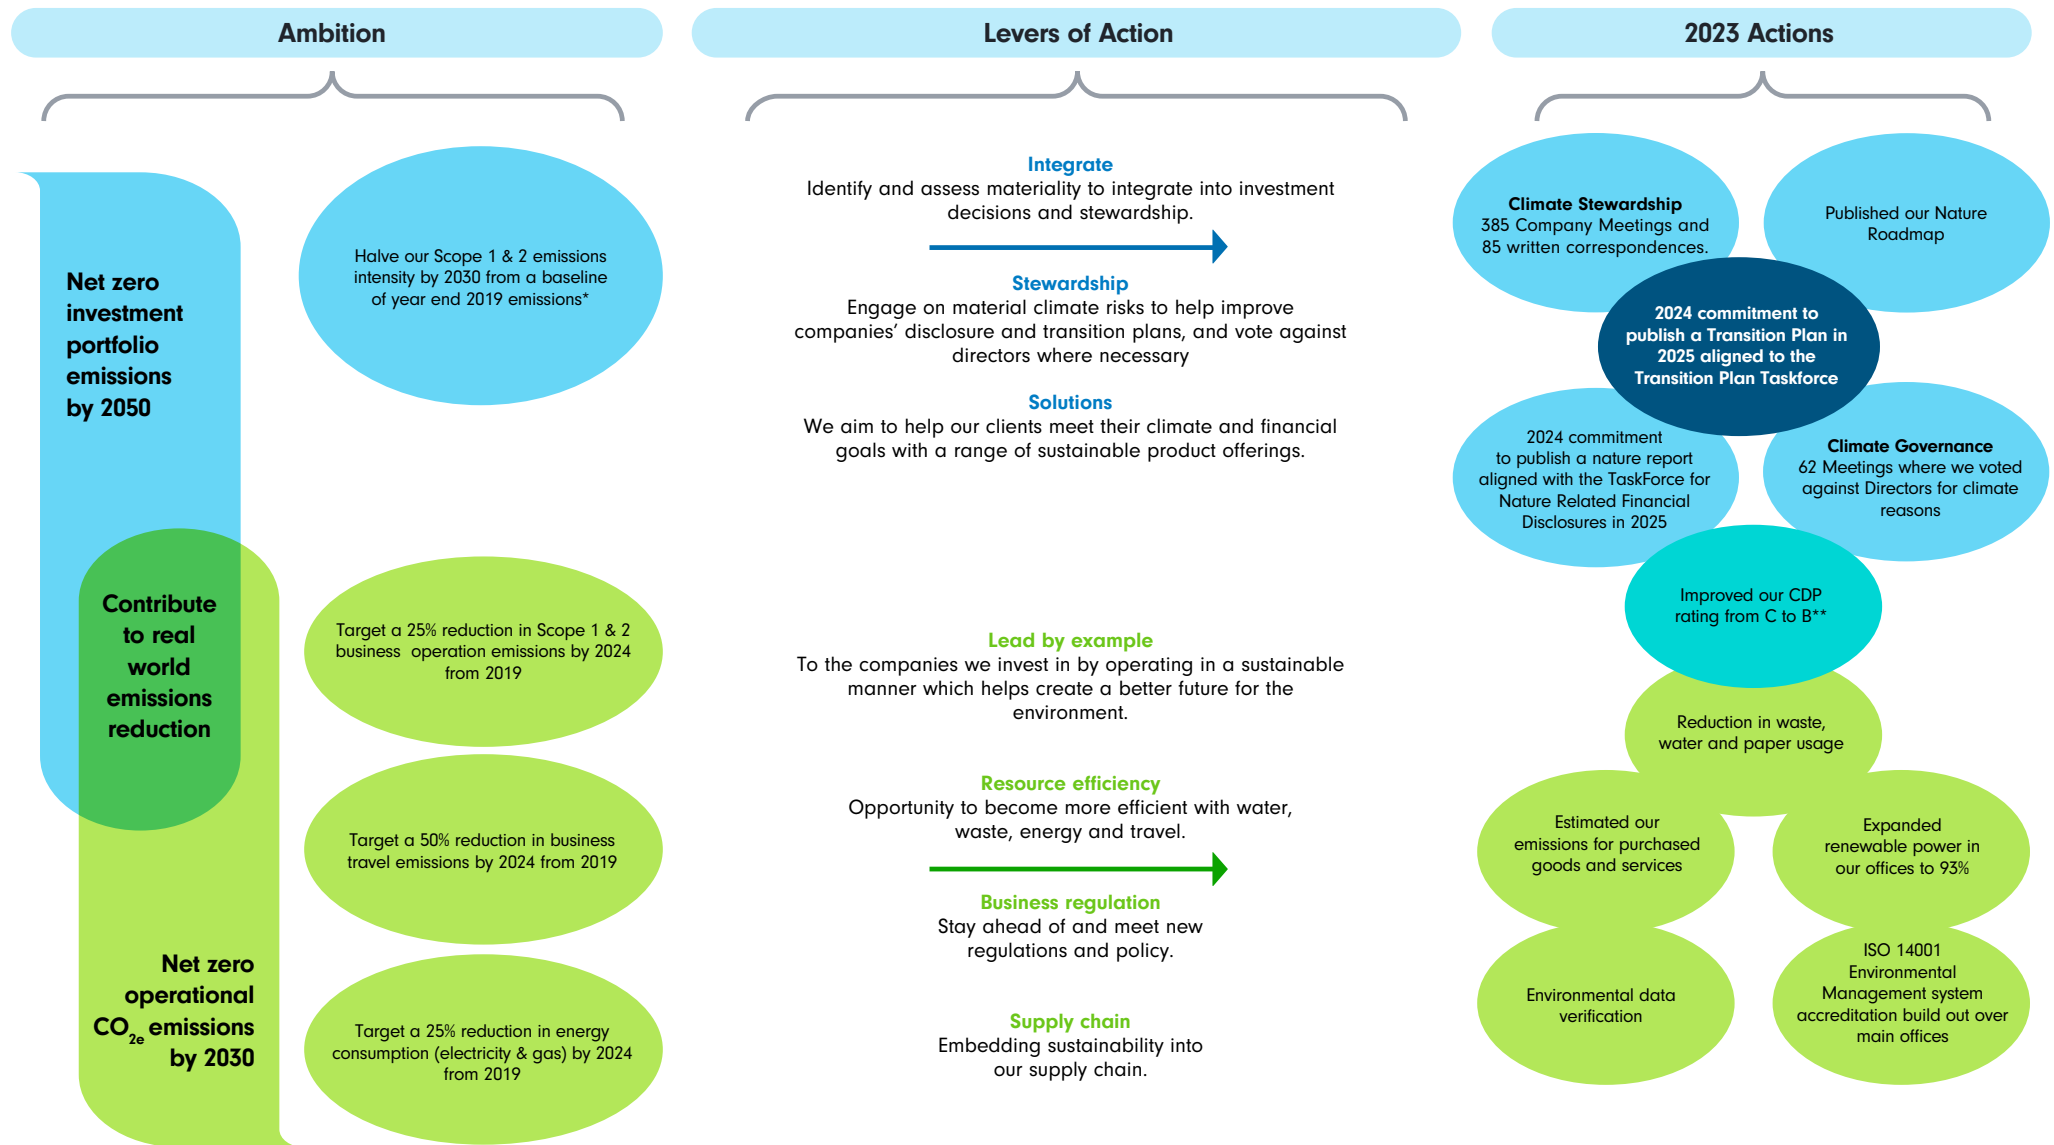 Ambition
Net zero
investment
portfolio
emissions
by 2050
Halve our Scope 1 & 2 emissions
intensity by 2030 from a baseline
of year end 2019 emissions*
Contribute
to real
world
emissions
reduction
Target a 25% reduction in Scope 1 & 2
business operation emissions by 2024
from 2019
Target a 50% reduction in business
travel emissions by 2024 from 2019
Net zero
operational
CO2e emissions
by 2030
Target a 25% reduction in energy
consumption (electricity & gas) by 2024
from 2019
Levers of Action
Integrate
Identify and assess materiality to integrate into investment
decisions and stewardship.
Stewardship
Engage on material climate risks to help improve
companies’ disclosure and transition plans, and vote against
directors where necessary
Solutions
We aim to help our clients meet their climate and financial
goals with a range of sustainable product offerings.
Lead by example
To the companies we invest in by operating in a sustainable
manner which helps create a better future for the
environment.
Resource efficiency
Opportunity to become more efficient with water,
waste, energy and travel.
Business regulation
Stay ahead of and meet new
regulations and policy.
Supply chain
Embedding sustainability into
our supply chain.
2023 Actions
Climate Stewardship
385 Company Meetings and
85 written correspondences.
Published our Nature
Roadmap
2024 commitment to
publish a Transition Plan in
2025 aligned to the
Transition Plan Taskforce
2024 commitment
to publish a nature report
aligned with the TaskForce for
Nature Related Financial
Disclosures in 2025
Climate Governance
62 Meetings where we voted
against Directors for climate
reasons
Improved our CDP
rating from C to B**
Reduction in waste,
water and paper usage
Estimated our
emissions for purchased
goods and services
Expanded
renewable power in
our offices to 93%
Environmental data
verification
ISO 14001
Environmental
Management system
accreditation build out over
main offices